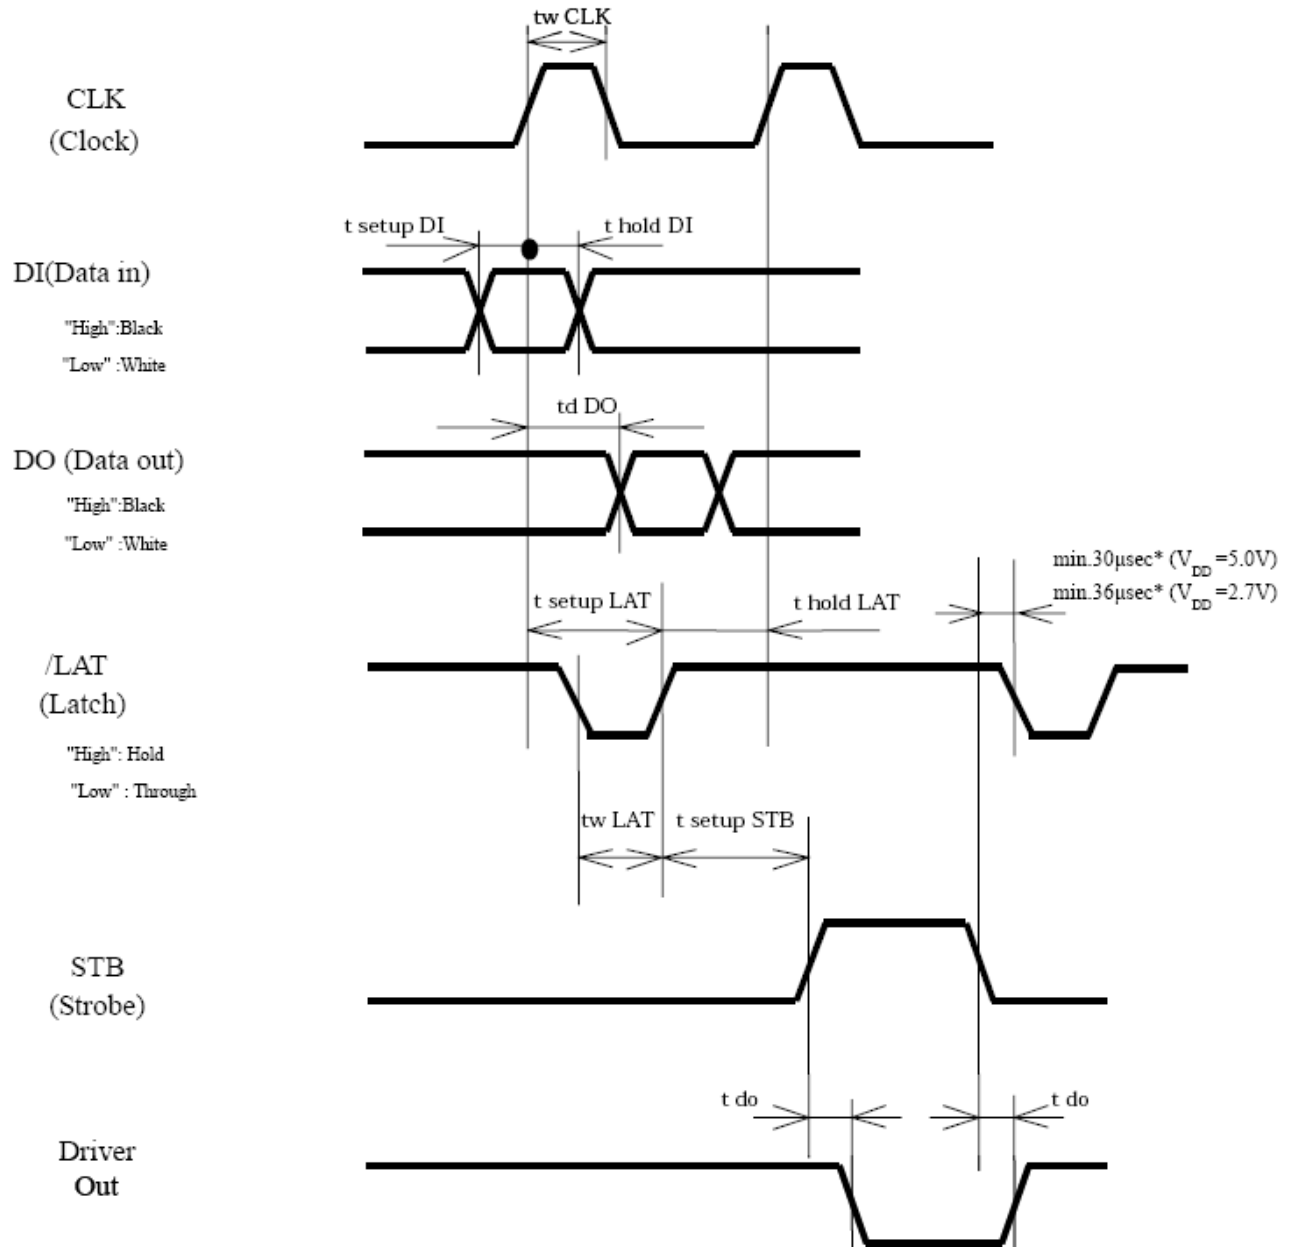 tw CLK
CLK
(Clock)
t setup DI
t hold DI
DI(Data in)
"High":Black
"Low" :White
td DO
DO (Data out)
"High":Black
"Low" :White
min.30μsec* (VDD =5.0V)
min.36μsec* (VDD =2.7V)
t setup LAT
t hold LAT
/LAT
(Latch)
"High": Hold
"Low" : Through
tw LAT
t setup STB
STB
(Strobe)
t do
t do
Driver
Out